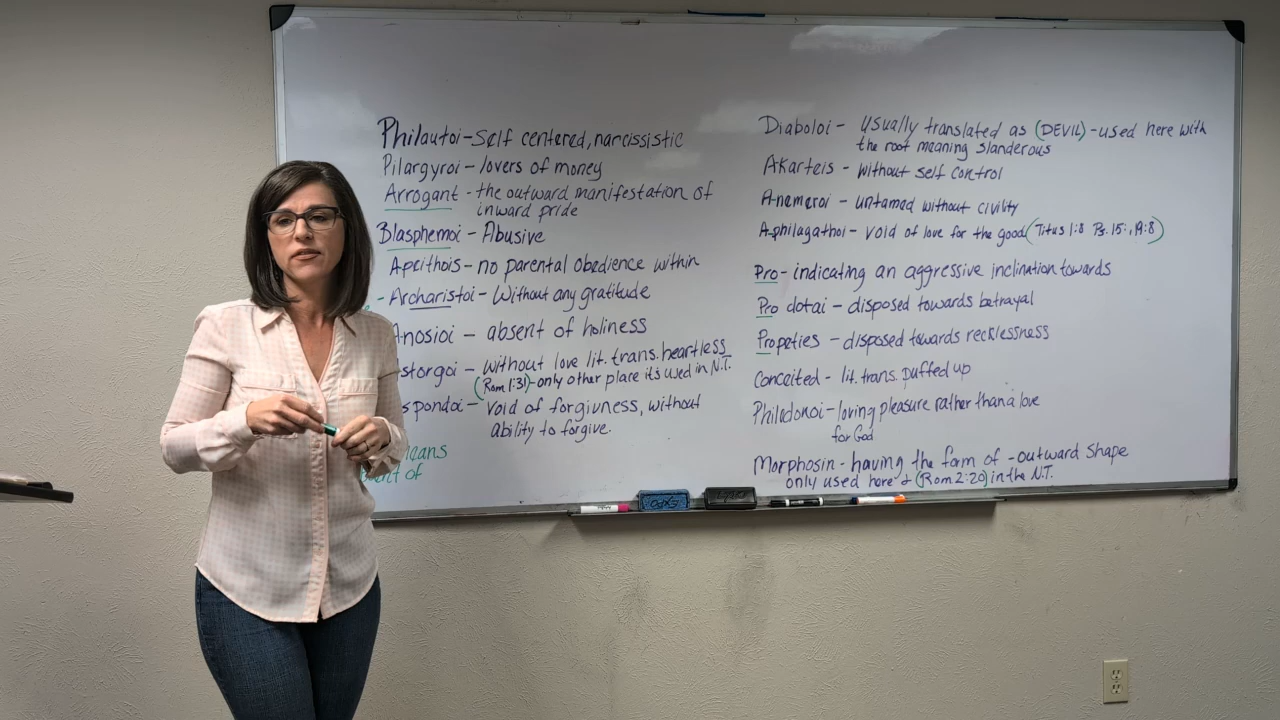 Philautoi - Self centered, narcissistic
Pilargyroi - lovers of money
Arrogant - the outward manifestation of
inward pride
Blasphemoi - Abusive
Apeithois - no parental obedience within
- Archaristoi - Without any gratitude
Anosioi - absent of holiness
storgoi - without love lit. trans. heartless
(Rom 1:31) - only other place it's used in N.T.
spondoi - void of forgivness, without
ability to forgive.
eans
ent of
Diaboloi - usually translated as (DEVIL) - used here with
the root meaning slanderous
Akarteis - without self control
Anemeroi - untamed without civility
Aphilagathoi - void of love for the good (Titus 1:8 Ps. 15:, 19:8)
Pro - indicating an aggressive inclination towards
Pro dotai - disposed towards betrayal
Propeties - disposed towards recklessness
Conceited - lit. trans. puffed up
Philedonoi - loving pleasure rather than a love
for God
Morphosin - having the form of - outward shape
only used here & (Rom 2:20) in the N.T.
EXPO